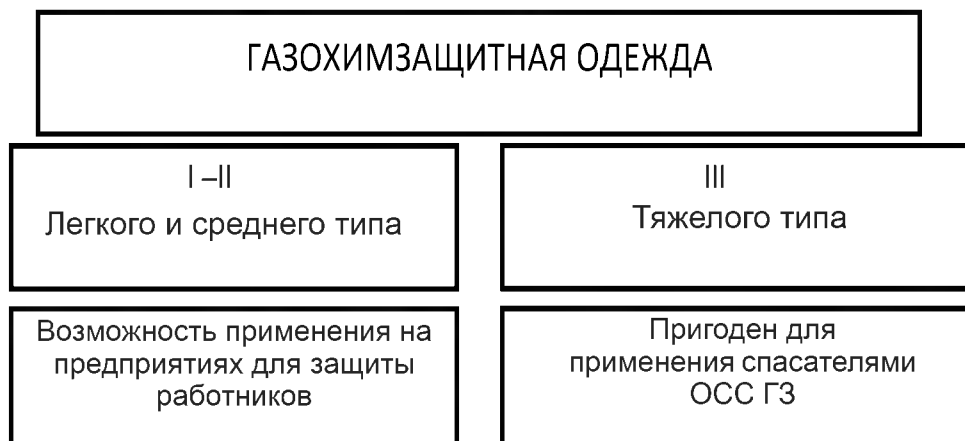 ГАЗОХИМЗАЩИТНАЯ ОДЕЖДА
I –II
Легкого и среднего типа
III
Тяжелого типа
Возможность применения на
предприятиях для защиты
работников
Пригоден для
применения спасателями
ОСС ГЗ